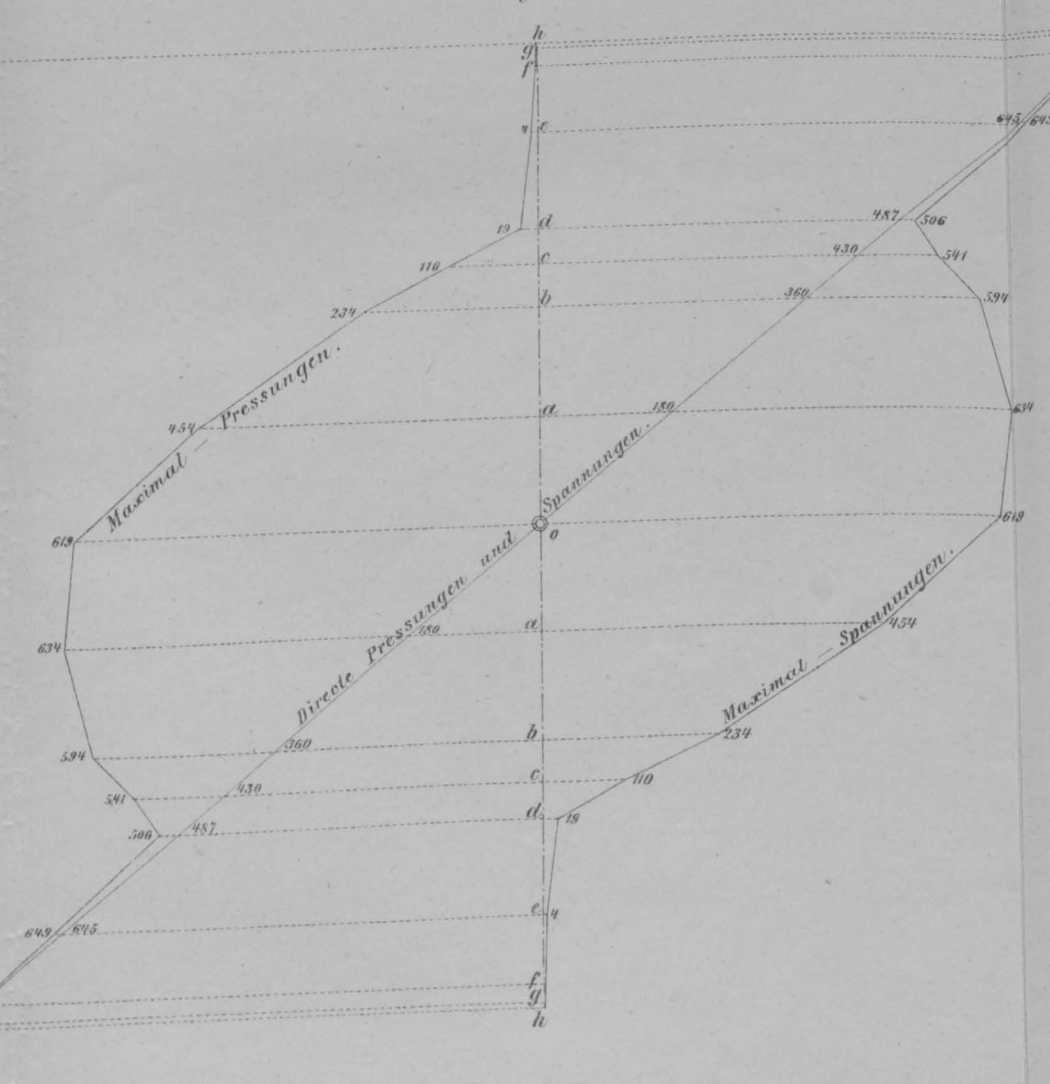 h
g
f
4 e
645 649
19 d 487 506
110 c 430 541
234 b 360 594
Maximal – Pressungen.
454 a 180 634
Spannungen.
619 o 619
Directe Pressungen und
634 180 a 454
Maximal – Spannungen.
594 360 b 234
541 430 c 110
506 487 d 19
649 645 e 4
f
g
h